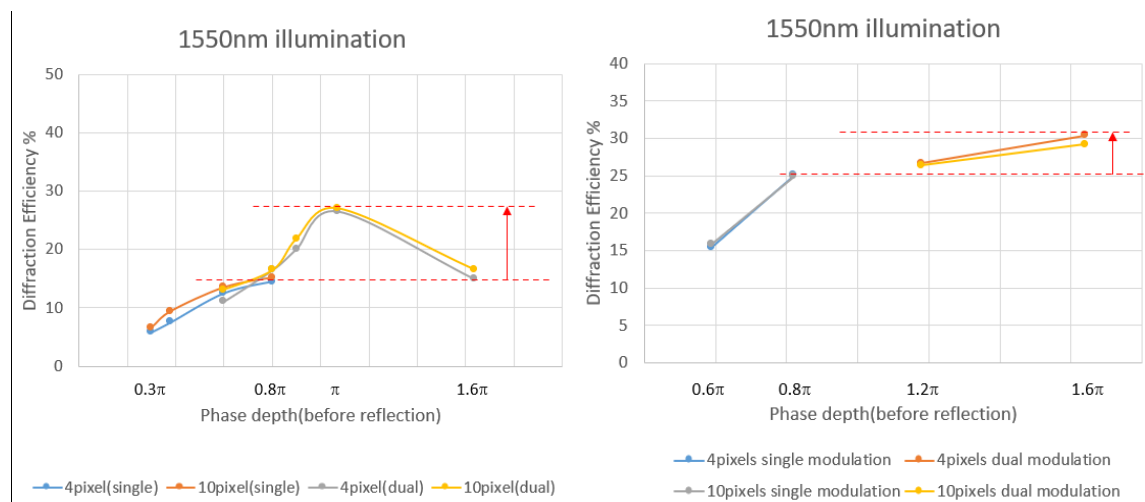 1550nm illumination
Diffraction Efficiency %
50
40
30
20
10
0
0.3π
0.8π
π
1.6π
Phase depth(before reflection)
4pixel(single)
10pixel(single)
4pixel(dual)
10pixel(dual)
1550nm illumination
Diffraction Efficiency %
40
35
30
25
20
15
10
5
0
0.6π
0.8π
1.2π
1.6π
Phase depth(before reflection)
4pixels single modulation
4pixels dual modulation
10pixels single modulation
10pixels dual modulation